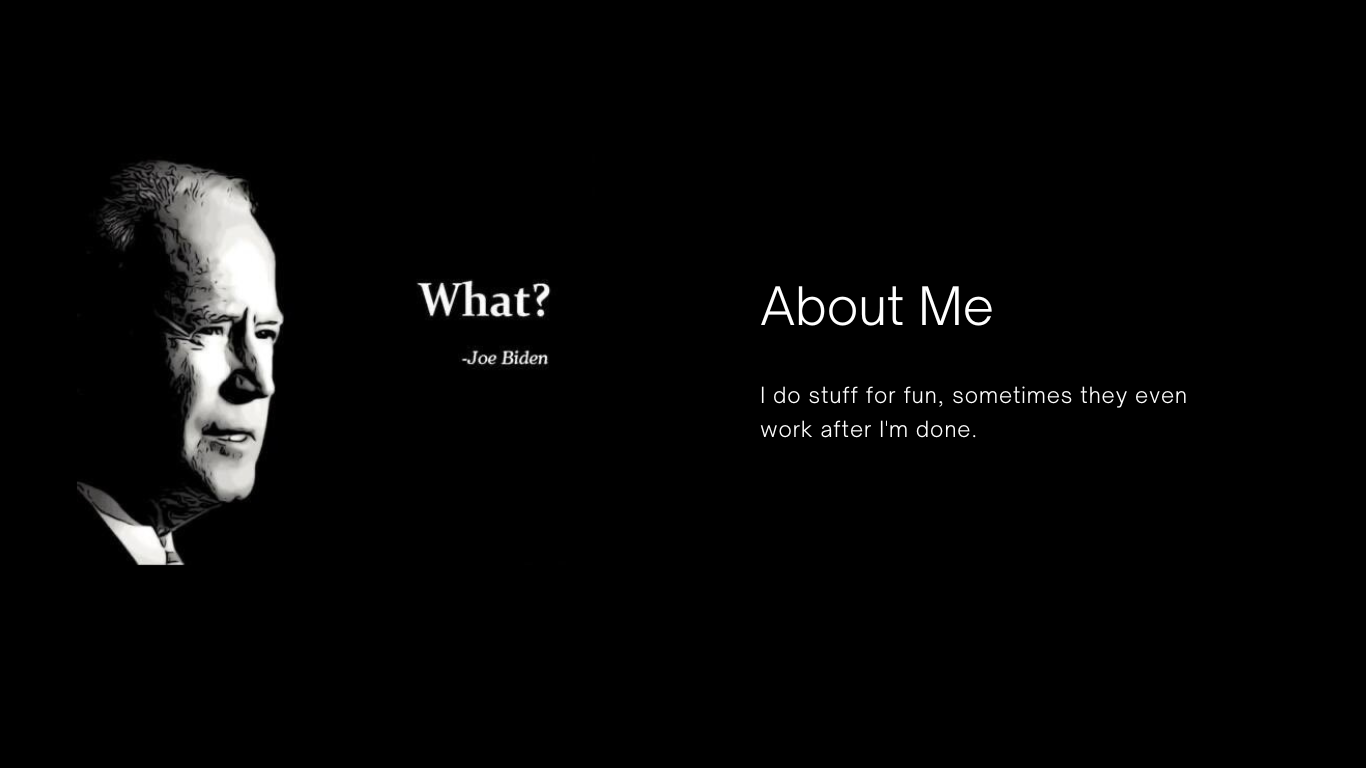 What?
-Joe Biden
About Me
I do stuff for fun, sometimes they even
work after I'm done.